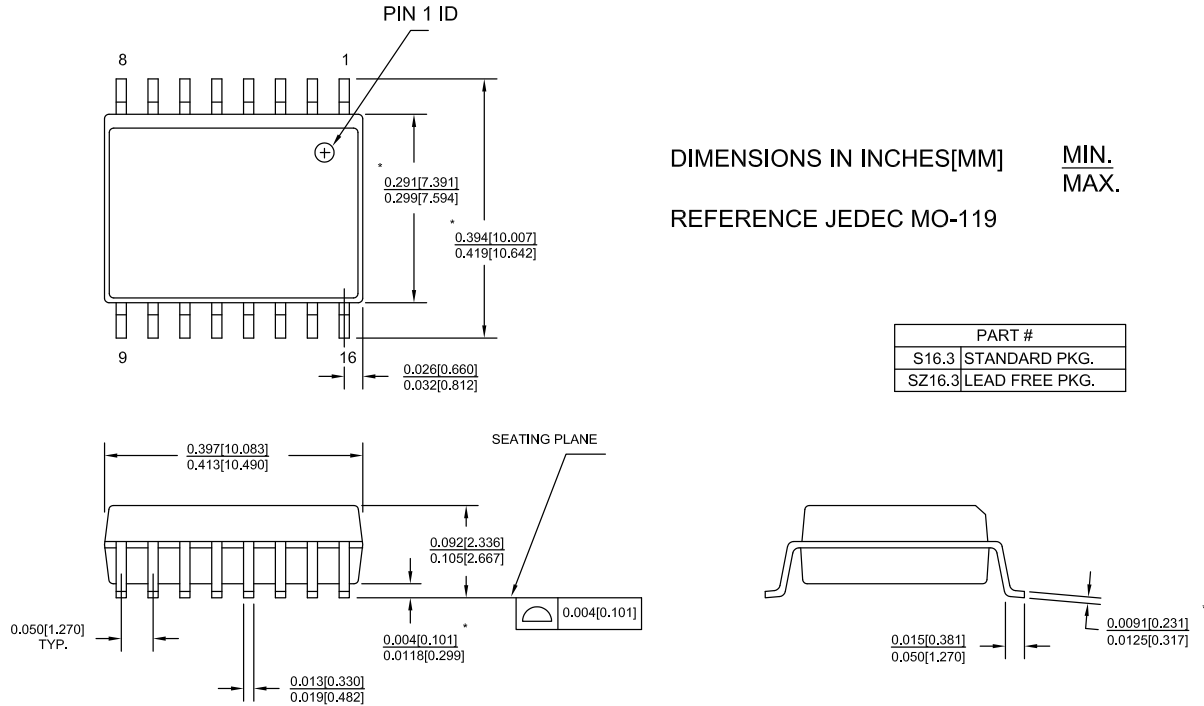 PIN 1 ID
8
1
*
0.291[7.391]
0.299[7.594]
*
0.394[10.007]
0.419[10.642]
9
16
0.026[0.660]
0.032[0.812]
DIMENSIONS IN INCHES[MM]
MIN.
MAX.
REFERENCE JEDEC MO-119
PART #
S16.3 STANDARD PKG.
SZ16.3 LEAD FREE PKG.
0.397[10.083]
0.413[10.490]
SEATING PLANE
0.092[2.336]
0.105[2.667]
0.004[0.101]
0.050[1.270]
TYP.
*
0.004[0.101]
0.0118[0.299]
0.013[0.330]
0.019[0.482]
0.015[0.381]
0.050[1.270]
*
0.0091[0.231]
0.0125[0.317]